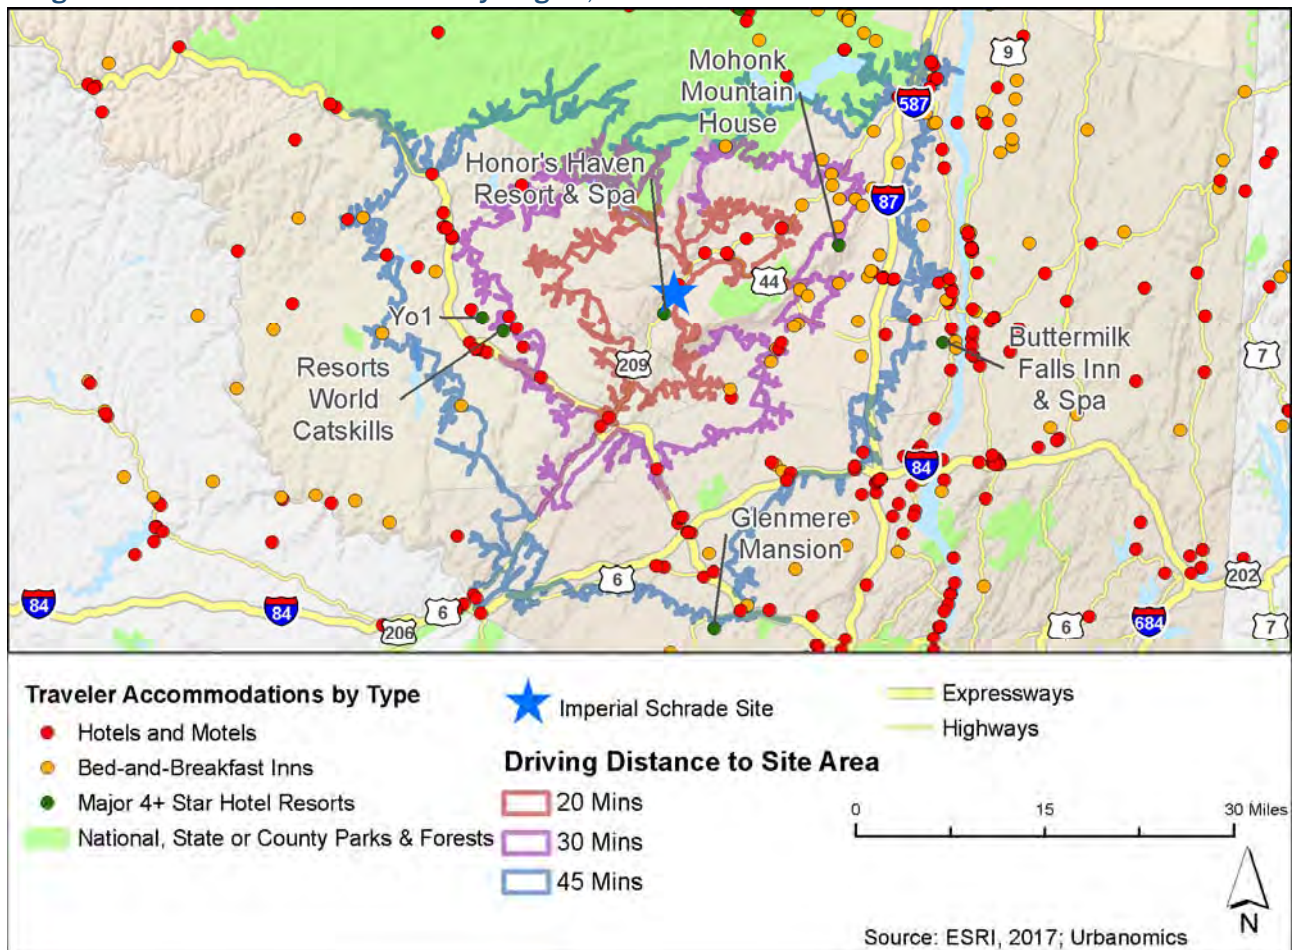 9
Mohonk
Mountain
House
587
Honor's Haven
Resort & Spa
87
44
Yo1
Resorts
World
Catskills
209
Buttermilk
Falls Inn
& Spa
7
84
Glenmere
Mansion
6
202
84
84
6
206
6
684
7
Traveler Accommodations by Type
Hotels and Motels
Bed-and-Breakfast Inns
Major 4+ Star Hotel Resorts
National, State or County Parks & Forests
Imperial Schrade Site
Driving Distance to Site Area
20 Mins
30 Mins
45 Mins
Expressways
Highways
0 15 30 Miles
N
Source: ESRI, 2017; Urbanomics